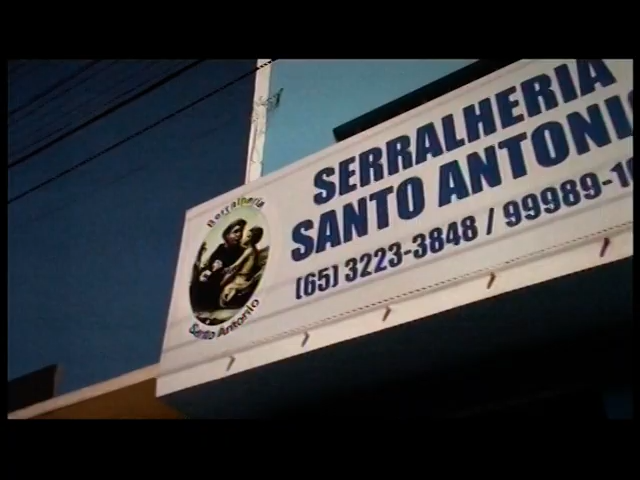 SERRALHERIA
SANTO ANTONI
(65) 3223-3848 / 99989-1
Serralheria
Santo Antonio